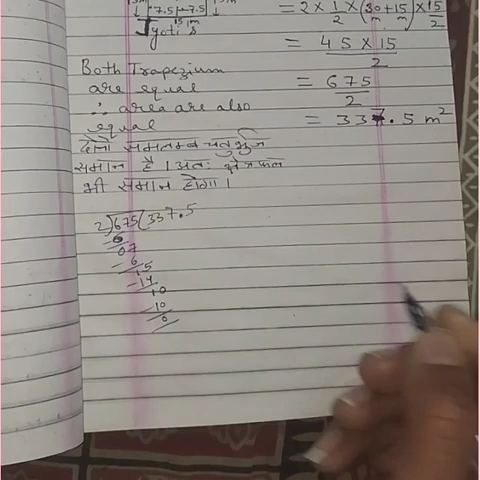 ↓ 7.5 7.5 ↓
15 m
Jyoti's
= 2 × 1/2 × (30 + 15) × 15/2
m m
= 45 × 15 / 2
= 675 / 2
= 337.5 m²
Both Trapezium
are equal
∴ area are also
equal
दोनो समलम्ब चतुर्भुज
समान है । अतः क्षेत्रफल
भी समान होगा ।
2)675(337.5
-6
07
-6
15
-14
10
-10
0